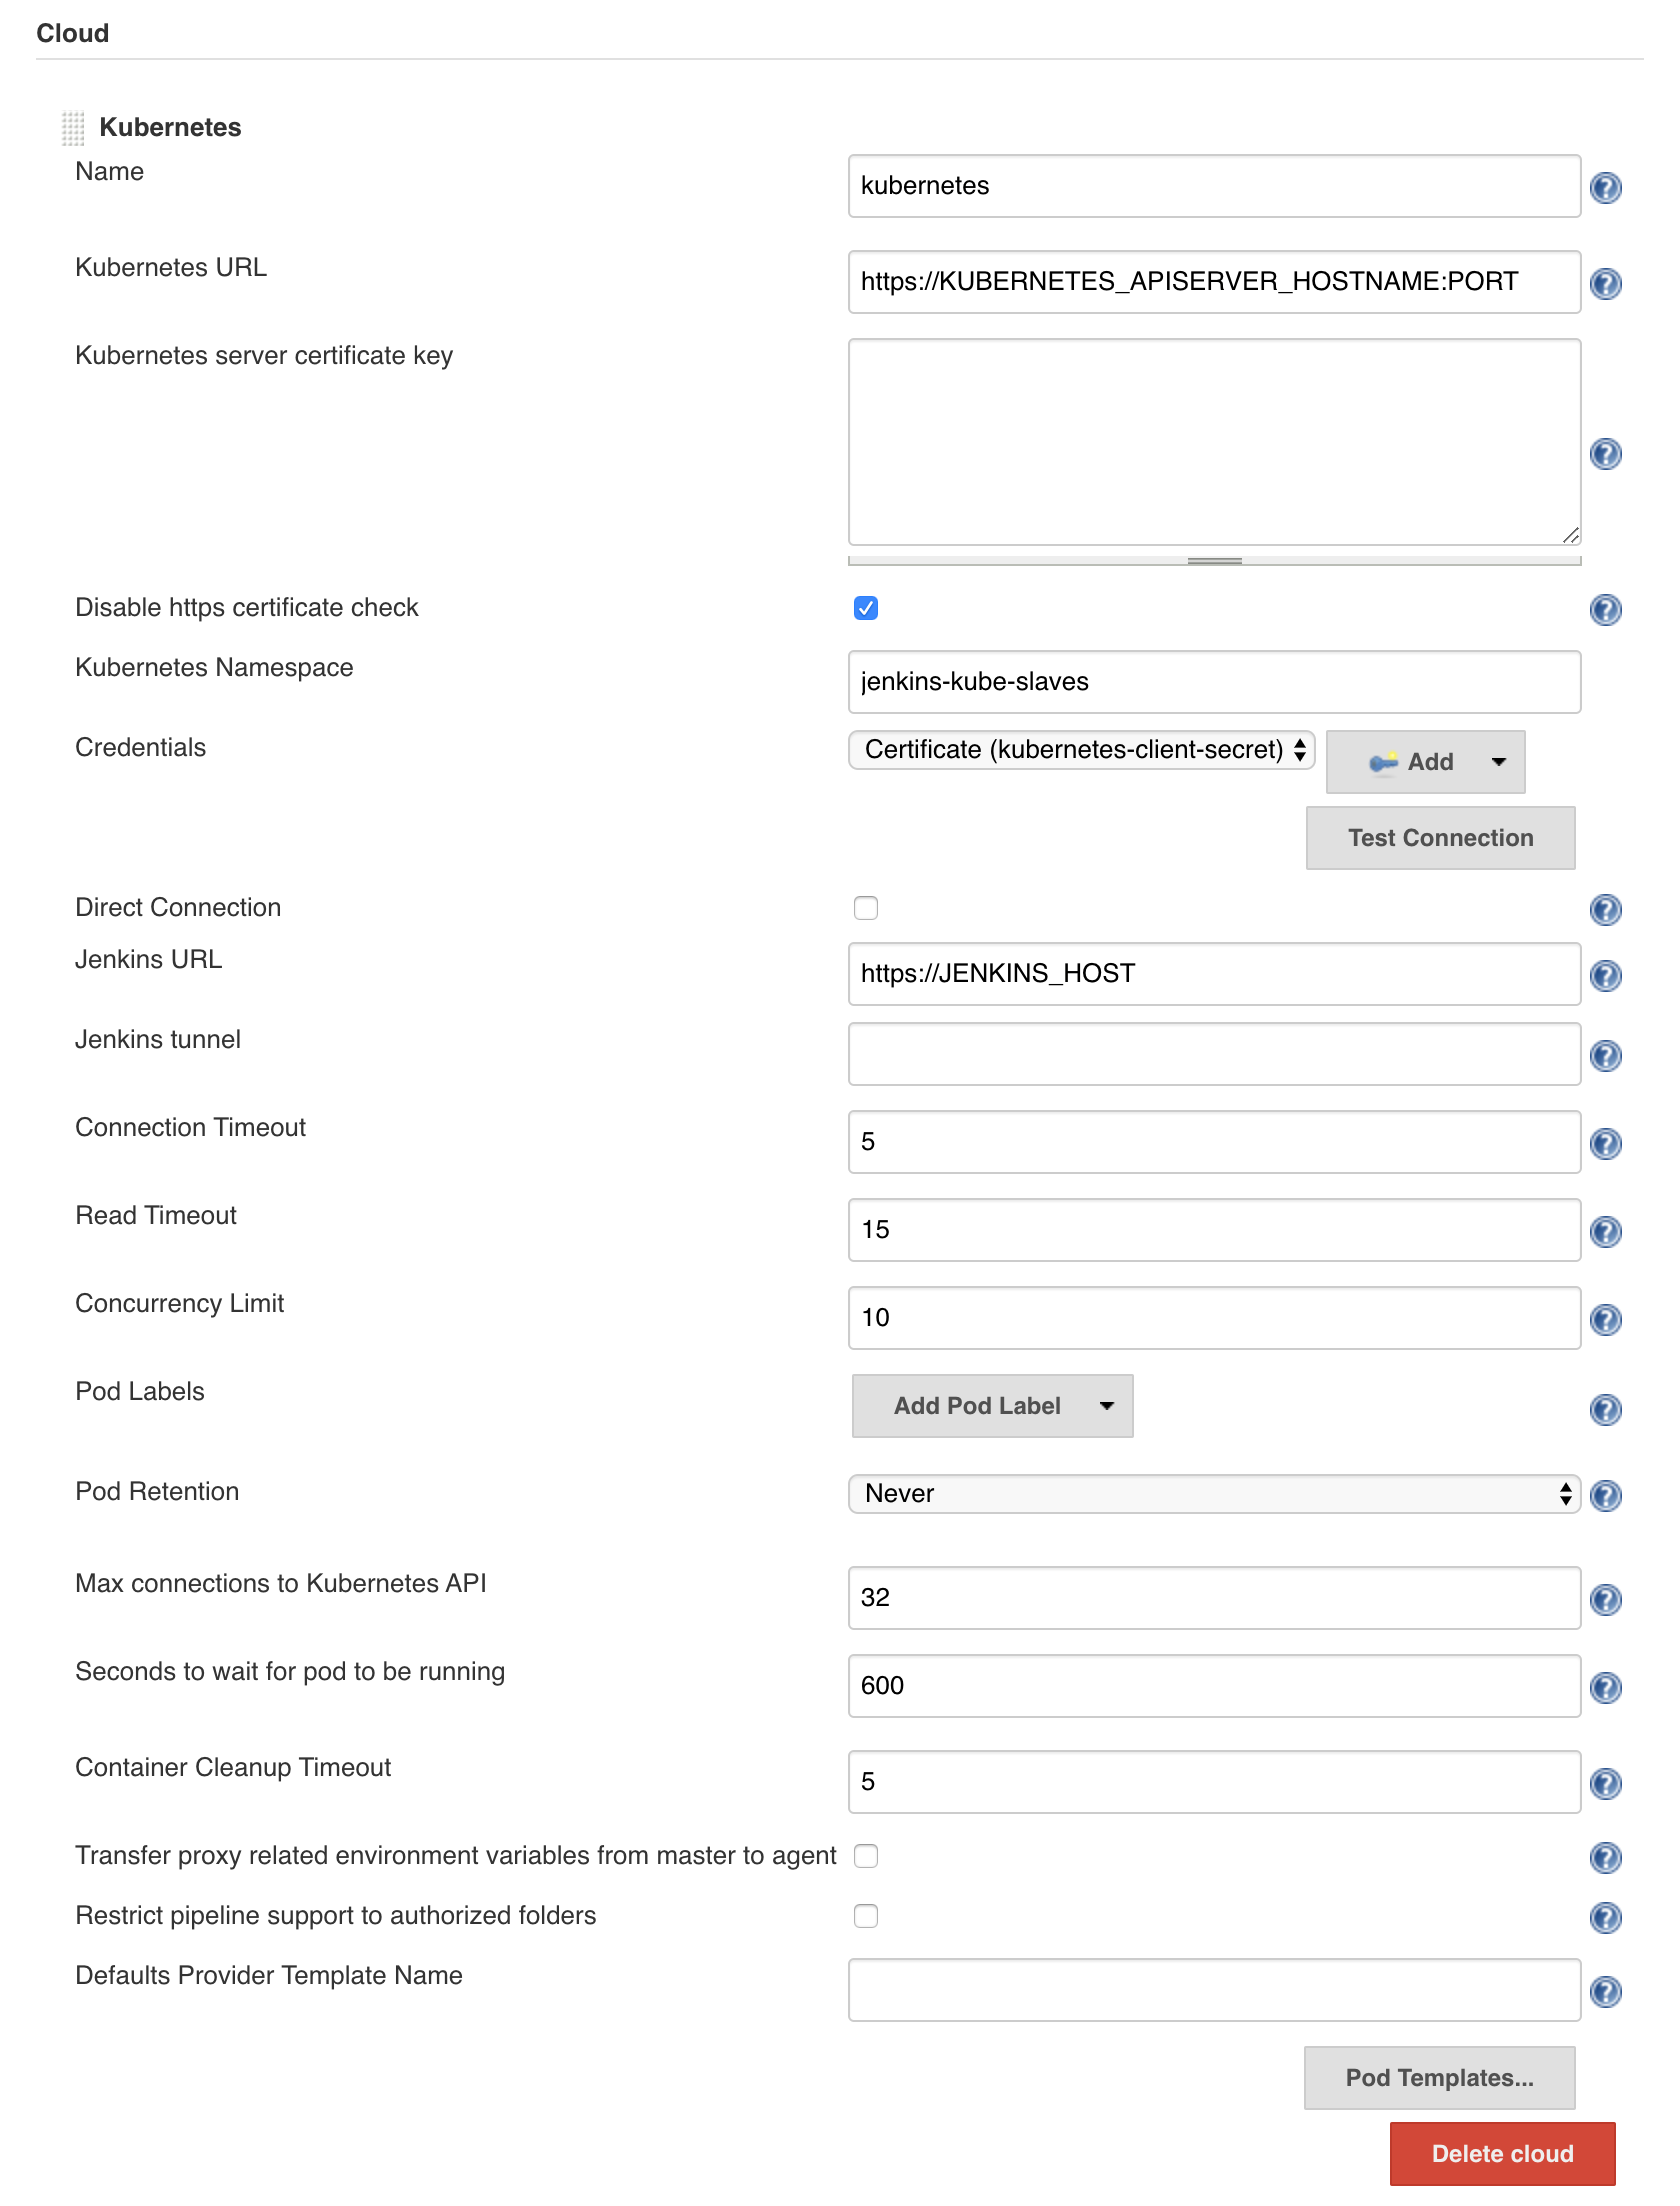 Cloud
Kubernetes
Name
kubernetes
Kubernetes URL
https://KUBERNETES_APISERVER_HOSTNAME:PORT
Kubernetes server certificate key
Disable https certificate check
Kubernetes Namespace
jenkins-kube-slaves
Credentials
Certificate (kubernetes-client-secret)
Add
Test Connection
Direct Connection
Jenkins URL
https://JENKINS_HOST
Jenkins tunnel
Connection Timeout
5
Read Timeout
15
Concurrency Limit
10
Pod Labels
Add Pod Label
Pod Retention
Never
Max connections to Kubernetes API
32
Seconds to wait for pod to be running
600
Container Cleanup Timeout
5
Transfer proxy related environment variables from master to agent
Restrict pipeline support to authorized folders
Defaults Provider Template Name
Pod Templates...
Delete cloud